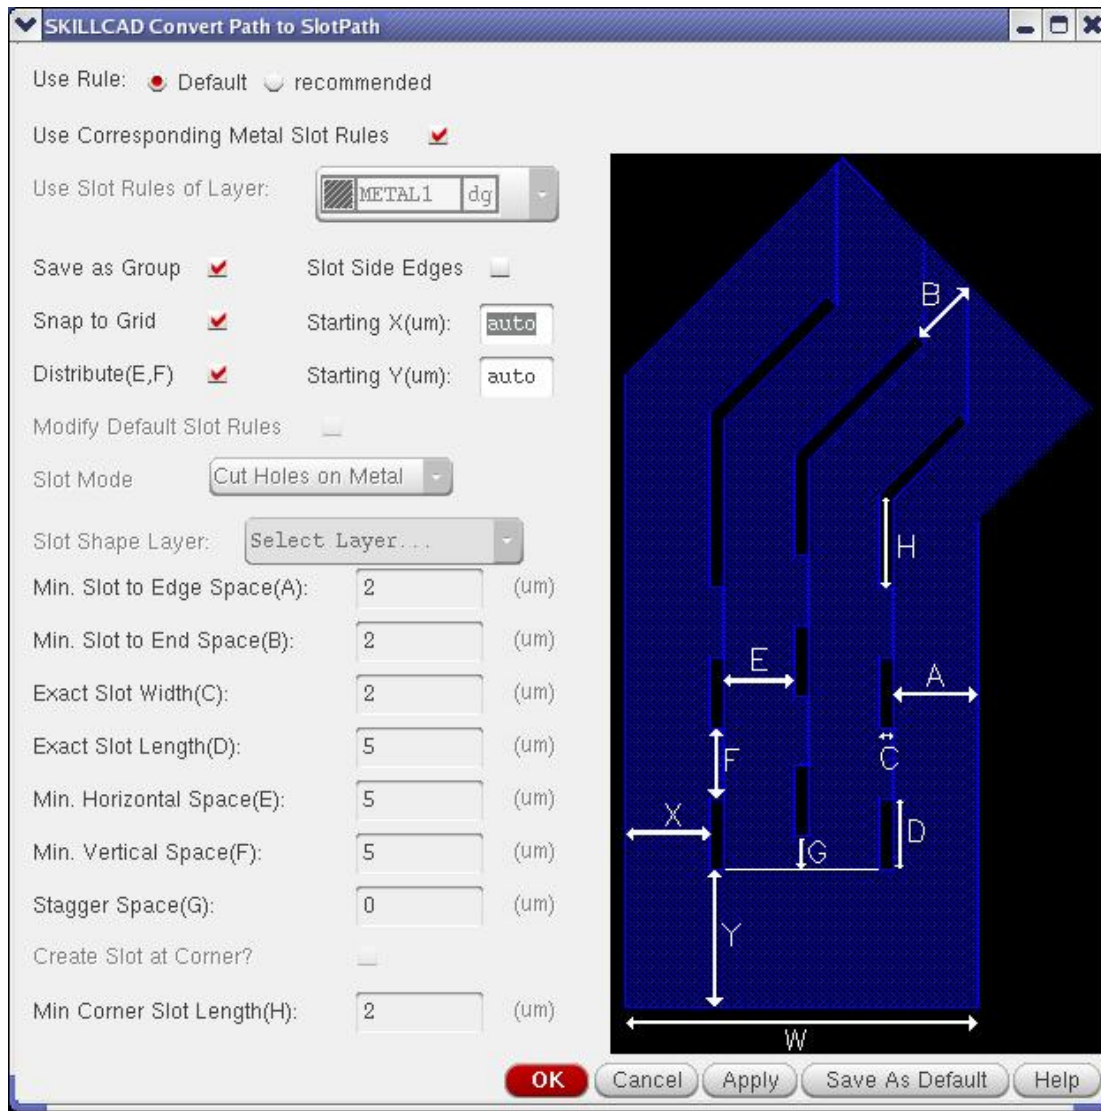 SKILLCAD Convert Path to SlotPath
Use Rule: Default recommended
Use Corresponding Metal Slot Rules
Use Slot Rules of Layer: METAL1 dg
Save as Group Slot Side Edges
Snap to Grid Starting X(um): auto
Distribute(E,F) Starting Y(um): auto
Modify Default Slot Rules
Slot Mode Cut Holes on Metal
Slot Shape Layer: Select Layer...
Min. Slot to Edge Space(A): 2 (um)
Min. Slot to End Space(B): 2 (um)
Exact Slot Width(C): 2 (um)
Exact Slot Length(D): 5 (um)
Min. Horizontal Space(E): 5 (um)
Min. Vertical Space(F): 5 (um)
Stagger Space(G): 0 (um)
Create Slot at Corner?
Min Corner Slot Length(H): 2 (um)
B
H
E
A
F
C
X
D
G
Y
W
OK Cancel Apply Save As Default Help